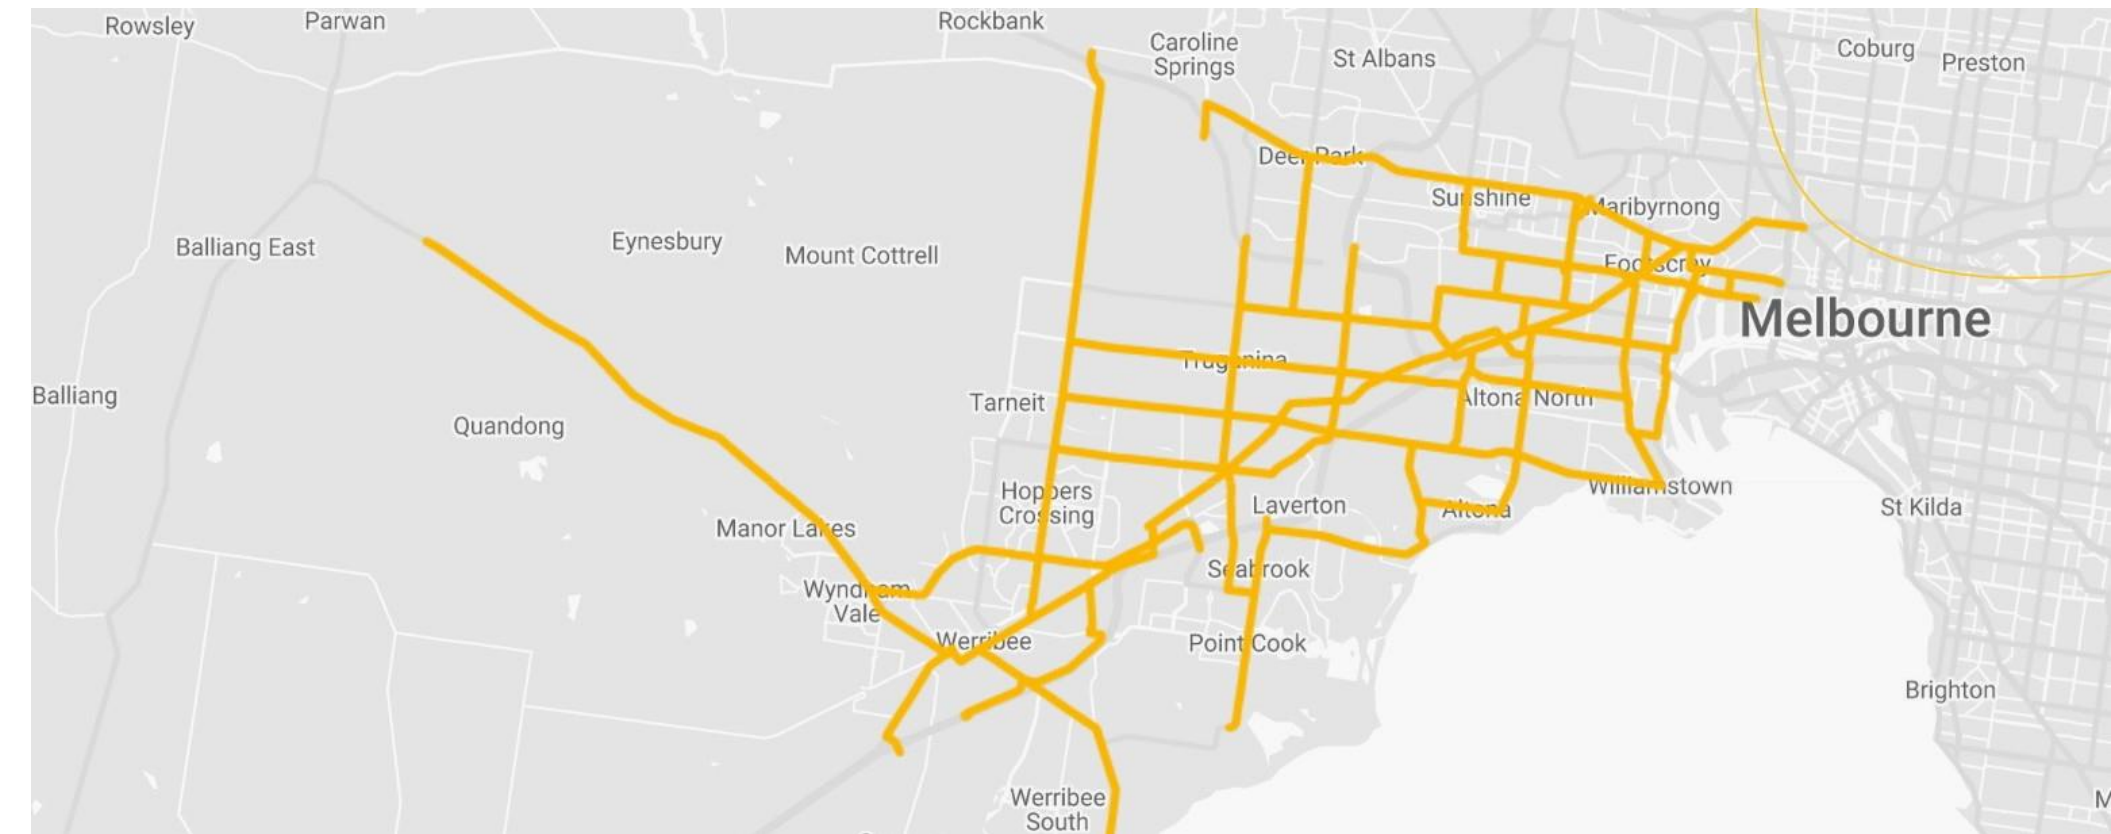 Rowsley
Parwan
Rockbank
Caroline
Springs
St Albans
Coburg
Preston
Deer Park
Sunshine
Maribyrnong
Balliang East
Eynesbury
Mount Cottrell
Footscray
Melbourne
Truganina
Balliang
Tarneit
Altona North
Quandong
Hoppers
Crossing
Laverton
Altona
Williamstown
St Kilda
Manor Lakes
Seabrook
Wyndham
Vale
Werribee
Point Cook
Brighton
Werribee
South
M